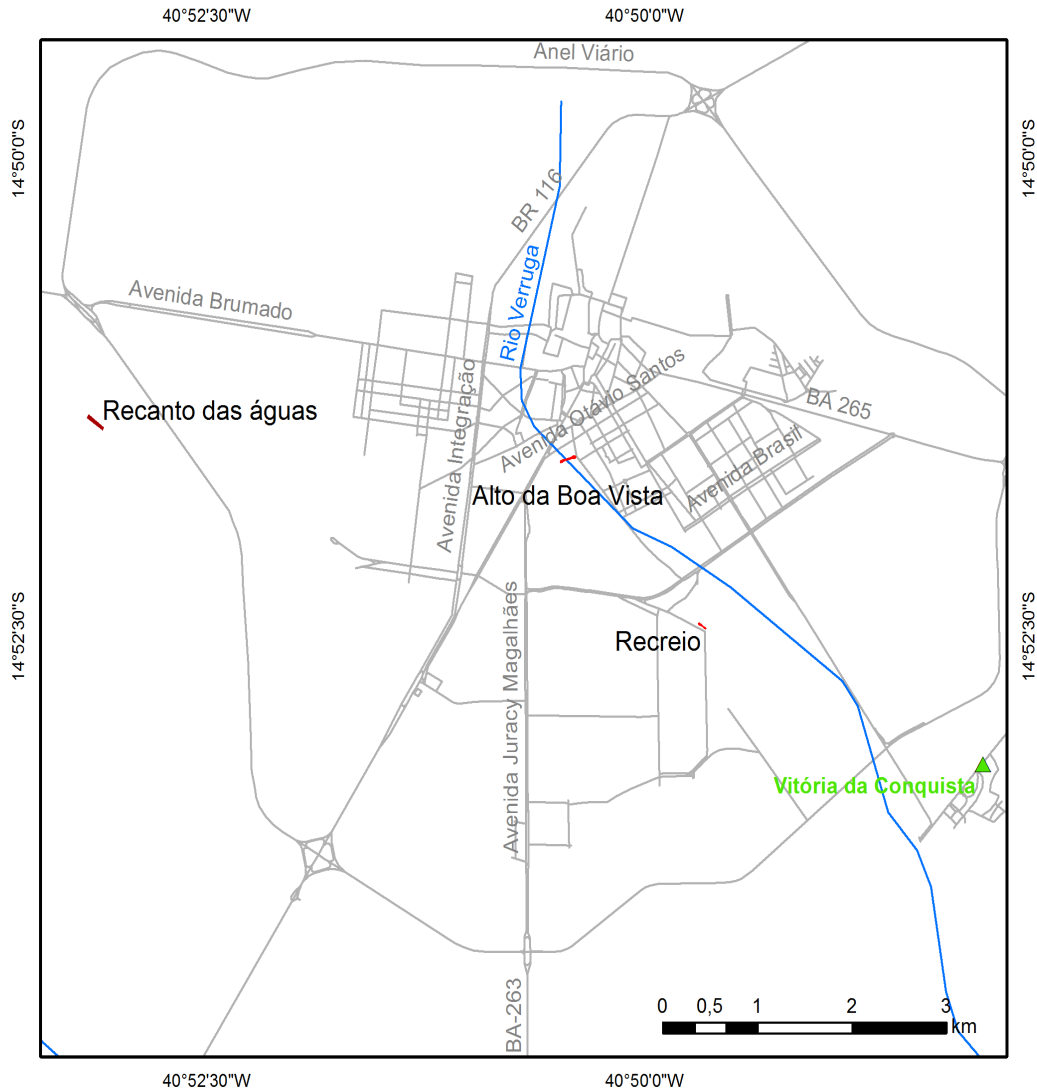 40°52'30"W
40°50'0"W
Anel Viário
14°50'0"S
14°50'0"S
BR 116
Rio Verruga
Avenida Brumado
Avenida Otávio Santos
BA 265
Recanto das águas
Avenida Integração
Avenida Brasil
Alto da Boa Vista
14°52'30"S
14°52'30"S
Recreio
Avenida Juracy Magalhães
Vitória da Conquista
BA-263
0 0,5 1 2 3
km
40°52'30"W
40°50'0"W